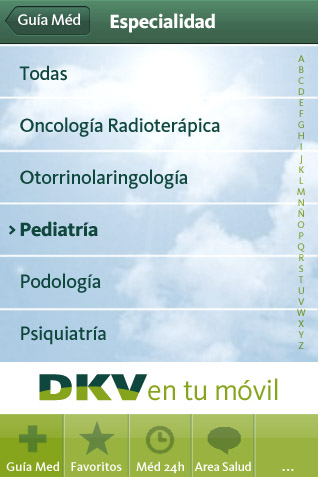 Guía Méd
Especialidad
Todas
Oncología Radioterápica
Otorrinolaringología
> Pediatría
Podología
Psiquiatría
A
B
C
D
E
F
G
H
I
J
K
L
M
N
Ñ
O
P
Q
R
S
T
U
V
W
X
Y
Z
DKV en tu móvil
Guía Med
Favoritos
Méd 24h
Area Salud
...